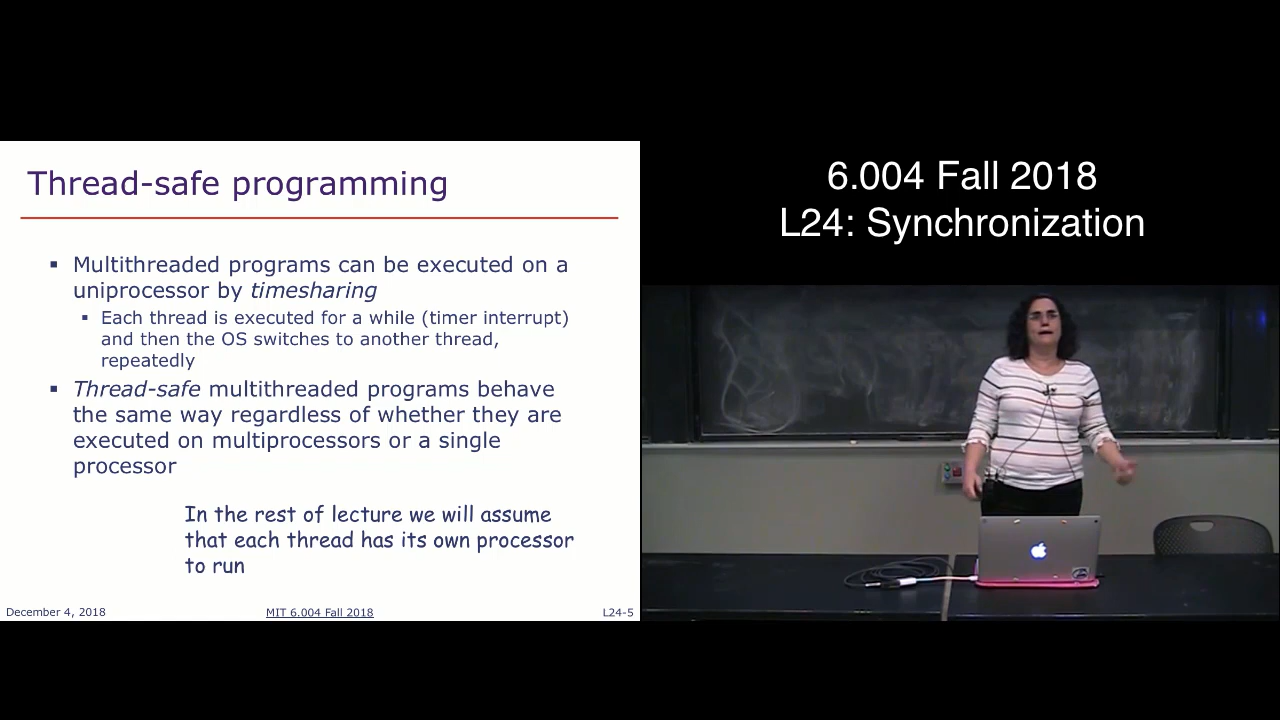 Thread-safe programming
▪ Multithreaded programs can be executed on a
uniprocessor by timesharing
▪ Each thread is executed for a while (timer interrupt)
and then the OS switches to another thread,
repeatedly
▪ Thread-safe multithreaded programs behave
the same way regardless of whether they are
executed on multiprocessors or a single
processor
In the rest of lecture we will assume
that each thread has its own processor
to run
December 4, 2018
MIT 6.004 Fall 2018
L24-5
6.004 Fall 2018
L24: Synchronization